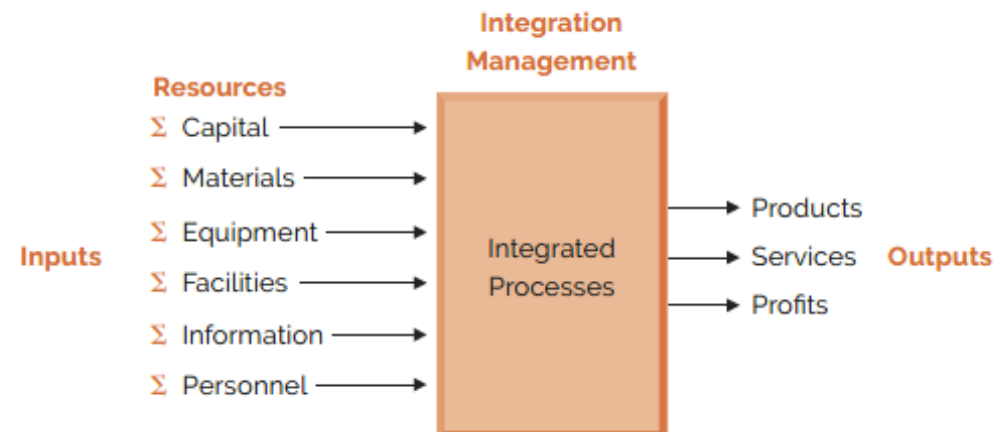 Integration
Management
Resources
Σ Capital
Σ Materials
Σ Equipment
Σ Facilities
Σ Information
Σ Personnel
Inputs
Integrated
Processes
Products
Services
Profits
Outputs